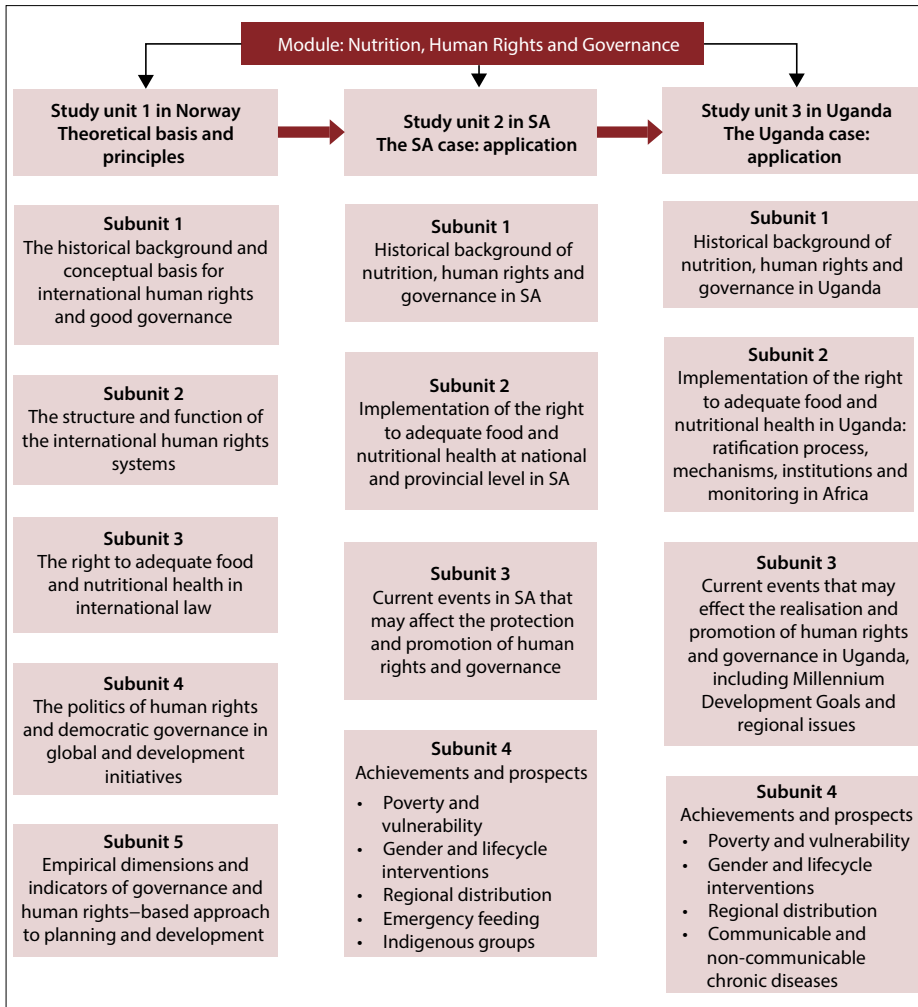 Module: Nutrition, Human Rights and Governance
Study unit 1 in Norway
Theoretical basis and
principles
Subunit 1
The historical background and
conceptual basis for
international human rights
and good governance
Subunit 2
The structure and function of
the international human rights
systems
Subunit 3
The right to adequate food
and nutritional health in
international law
Subunit 4
The politics of human rights
and democratic governance in
global and development
initiatives
Subunit 5
Empirical dimensions and
indicators of governance and
human rights–based approach
to planning and development
Study unit 2 in SA
The SA case: application
Subunit 1
Historical background of
nutrition, human rights and
governance in SA
Subunit 2
Implementation of the right
to adequate food and
nutritional health at national
and provincial level in SA
Subunit 3
Current events in SA that
may affect the protection
and promotion of human
rights and governance
Subunit 4
Achievements and prospects
• Poverty and
vulnerability
• Gender and lifecycle
interventions
• Regional distribution
• Emergency feeding
• Indigenous groups
Study unit 3 in Uganda
The Uganda case:
application
Subunit 1
Historical background of
nutrition, human rights and
governance in Uganda
Subunit 2
Implementation of the right
to adequate food and
nutritional health in Uganda:
ratification process,
mechanisms, institutions and
monitoring in Africa
Subunit 3
Current events that may
effect the realisation and
promotion of human rights
and governance in Uganda,
including Millennium
Development Goals and
regional issues
Subunit 4
Achievements and prospects
• Poverty and vulnerability
• Gender and lifecycle
interventions
• Regional distribution
• Communicable and
non-communicable
chronic diseases